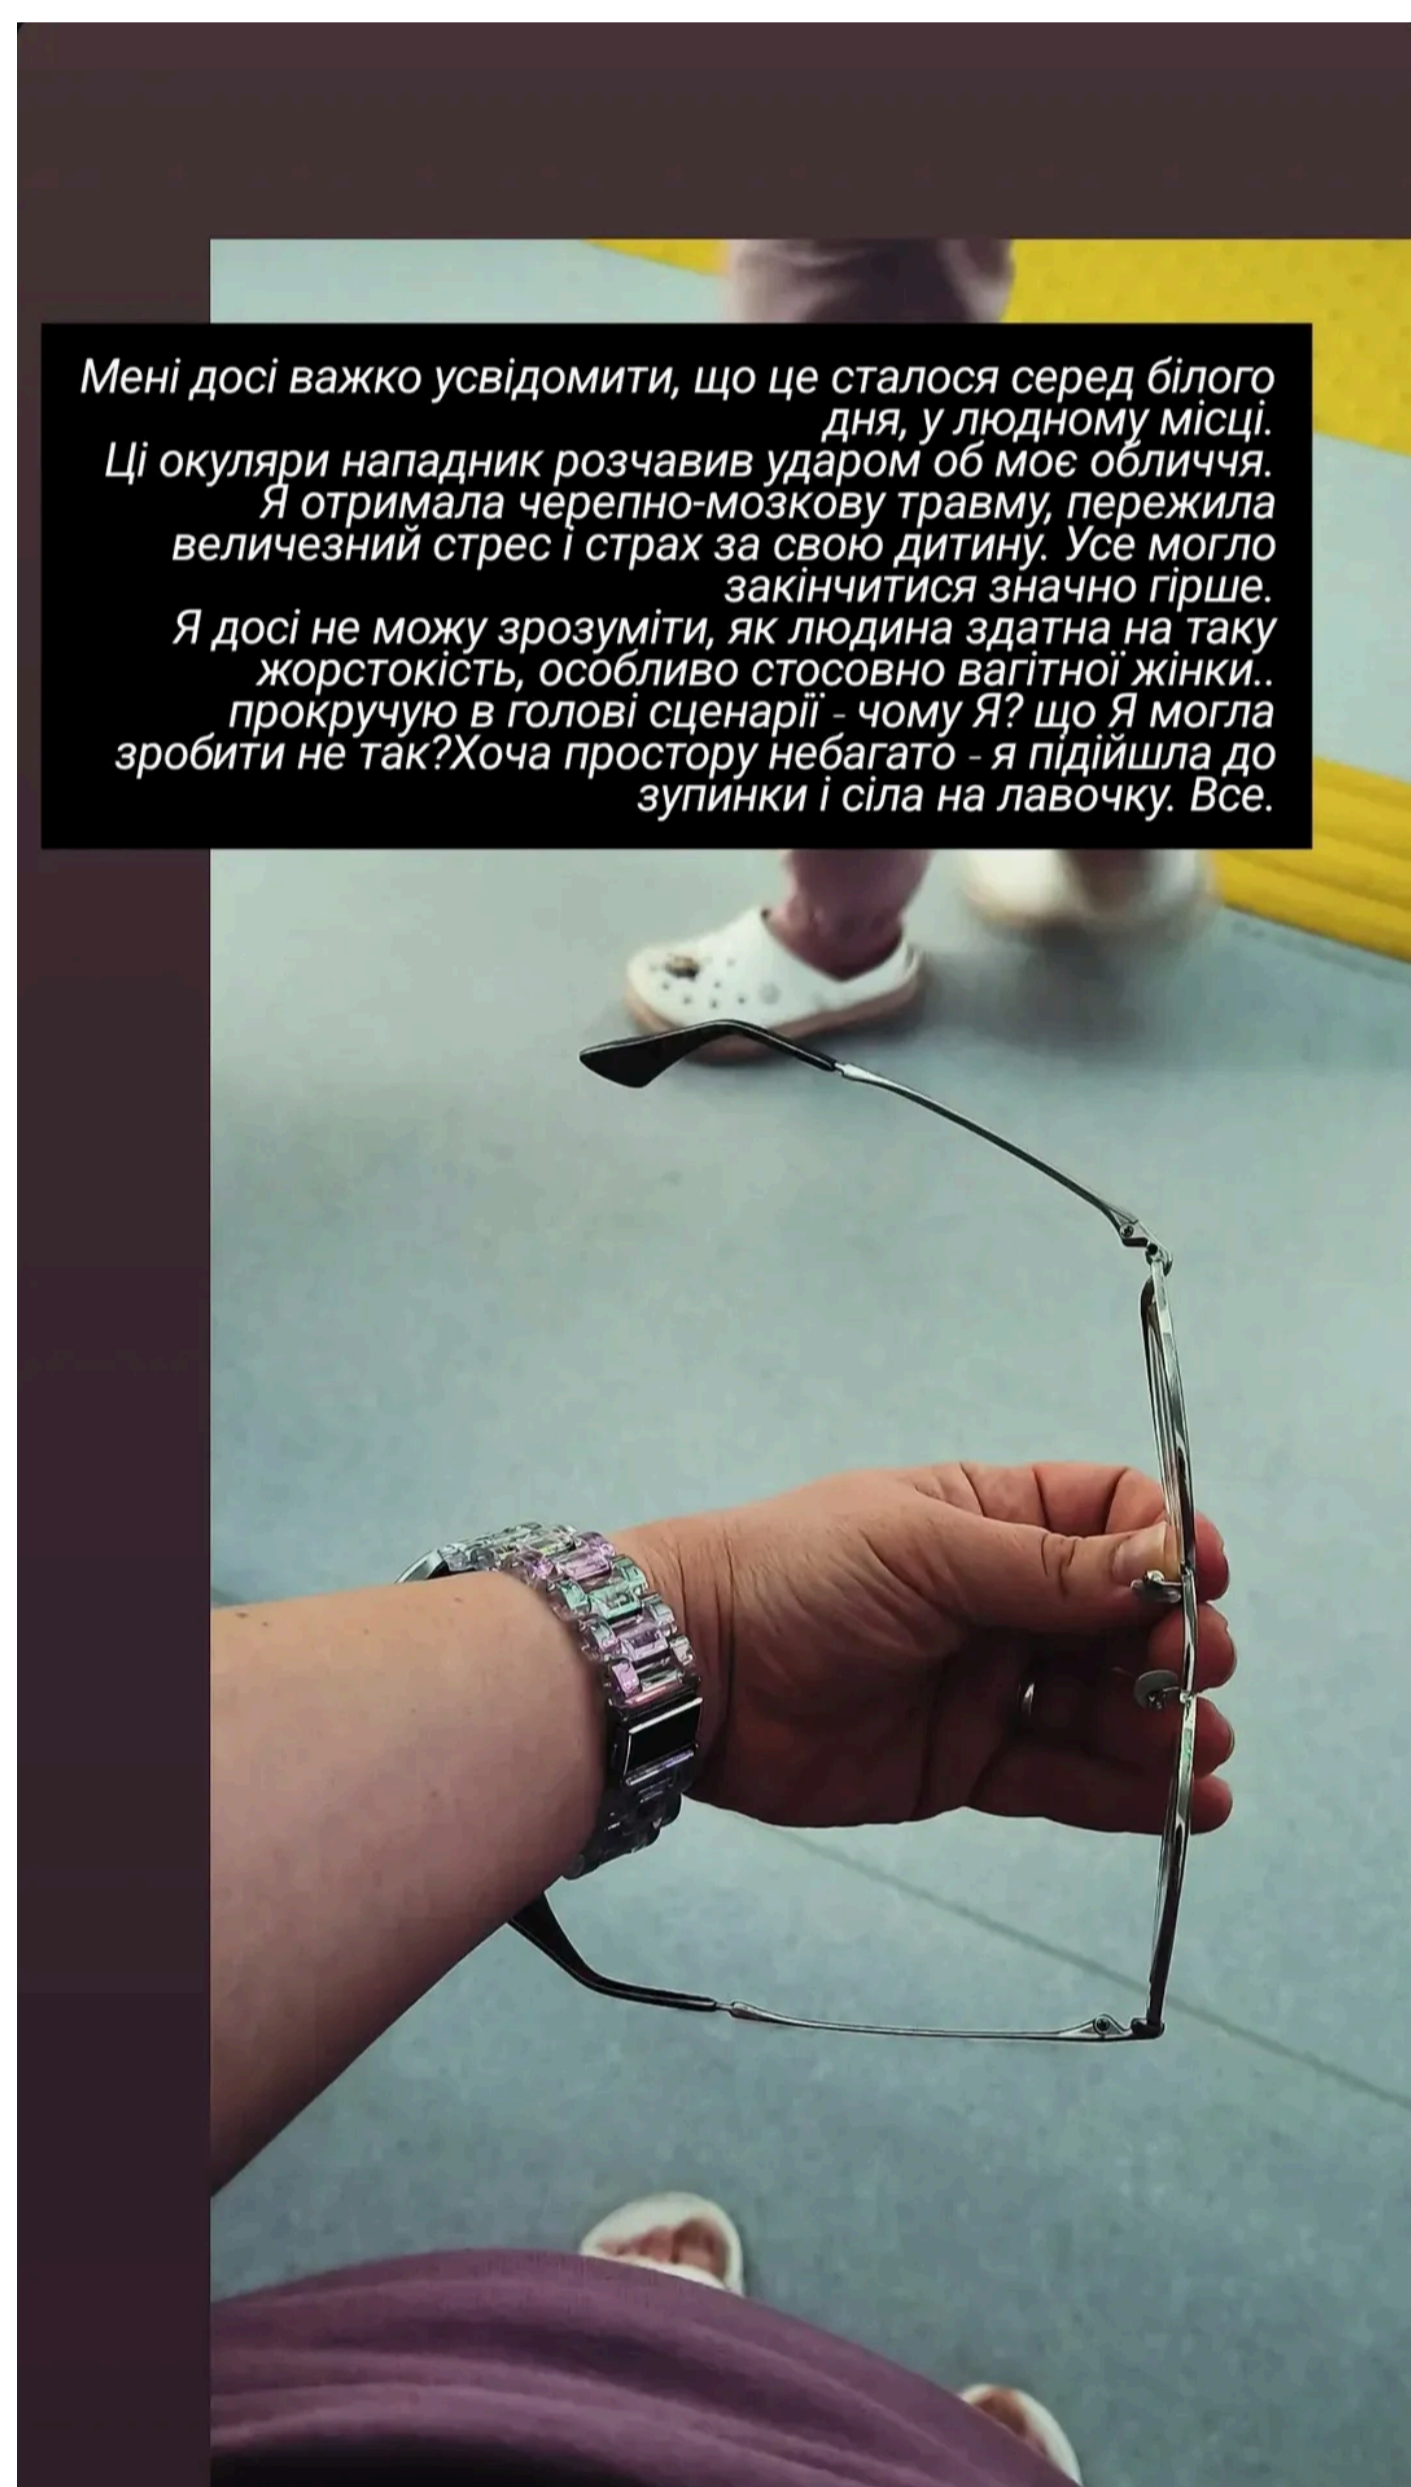 Мені досі важко усвідомити, що це сталося серед білого
дня, у людному місці.
Ці окуляри нападник розчавив ударом об моє обличчя.
Я отримала черепно-мозкову травму, пережила
величезний стрес і страх за свою дитину. Усе могло
закінчитися значно гірше.
Я досі не можу зрозуміти, як людина здатна на таку
жорстокість, особливо стосовно вагітної жінки..
прокручую в голові сценарії - чому Я? що Я могла
зробити не так?Хоча простору небагато - я підійшла до
зупинки і сіла на лавочку. Все.